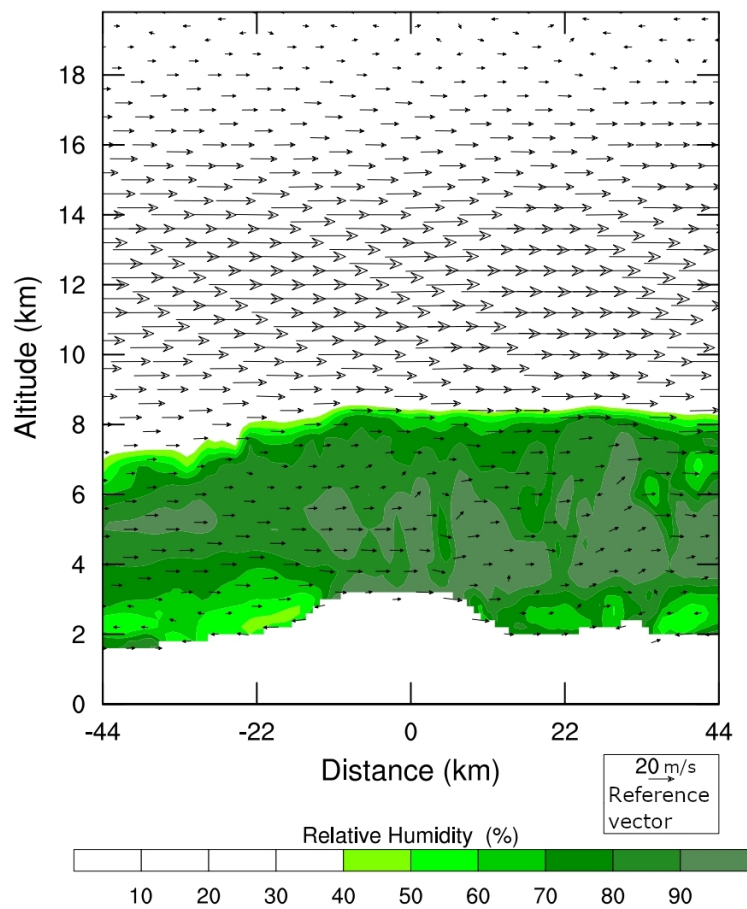 18
16
14
12
10
8
6
4
2
0
Altitude (km)
-44 -22 0 22 44
Distance (km)
20 m/s
Reference
vector
Relative Humidity (%)
10 20 30 40 50 60 70 80 90